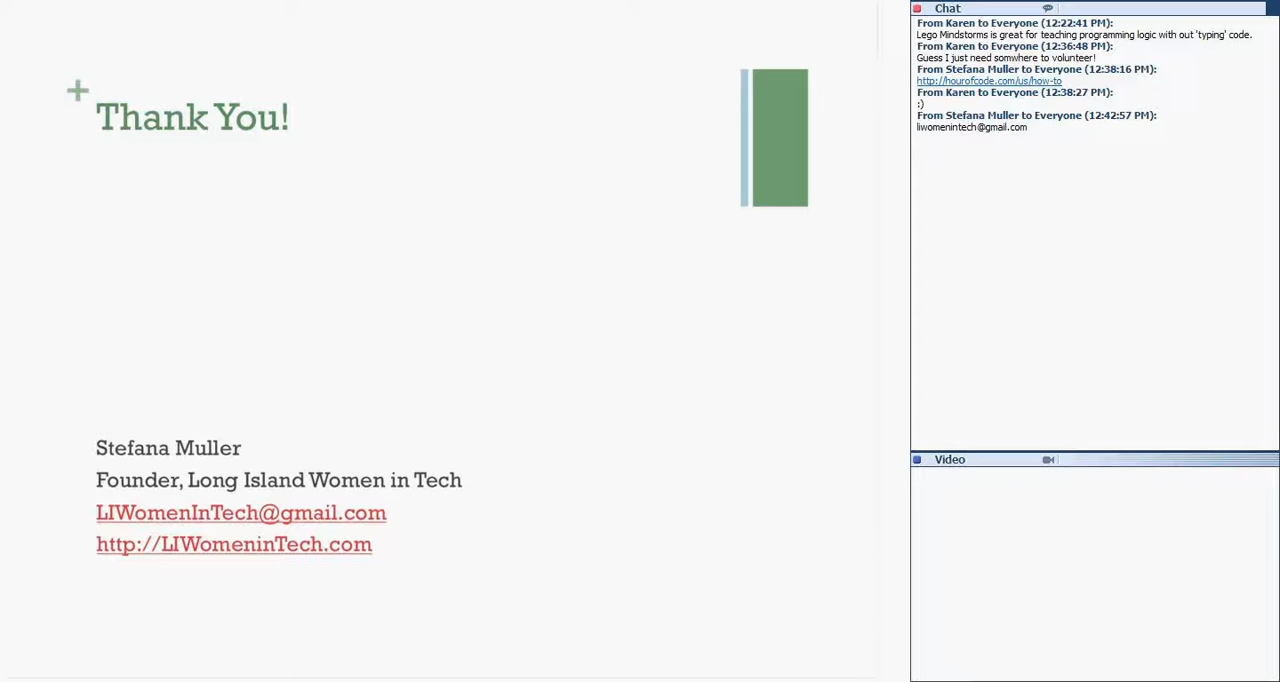 +
Thank You!
Stefana Muller
Founder, Long Island Women in Tech
LIWomenInTech@gmail.com
http://LIWomeninTech.com
Chat
From Karen to Everyone (12:22:41 PM):
Lego Mindstorms is great for teaching programming logic with out 'typing' code.
From Karen to Everyone (12:36:48 PM):
Guess I just need somwhere to volunteer!
From Stefana Muller to Everyone (12:38:16 PM):
http://hourofcode.com/us/how-to
From Karen to Everyone (12:38:27 PM):
:)
From Stefana Muller to Everyone (12:42:57 PM):
liwomenintech@gmail.com
Video